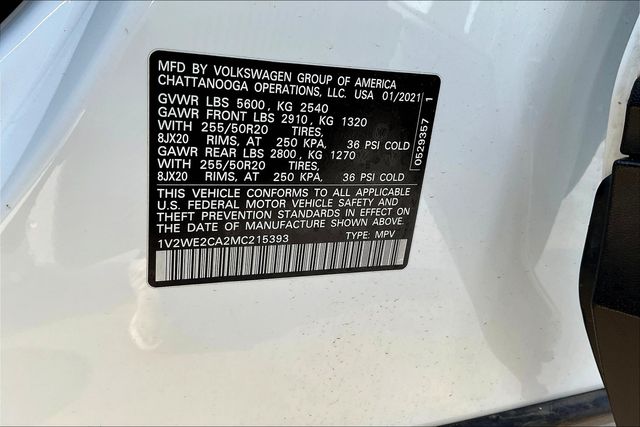 MFD BY VOLKSWAGEN GROUP OF AMERICA
CHATTANOOGA OPERATIONS, LLC. USA 01/2021
GVWR LBS 5600, KG 2540
GAWR FRONT LBS 2910, KG 1320
WITH 255/50R20 TIRES,
8JX20 RIMS, AT 250 KPA, 36 PSI COLD
GAWR REAR LBS 2800, KG 1270
WITH 255/50R20 TIRES,
8JX20 RIMS, AT 250 KPA, 36 PSI COLD
0529357 1
THIS VEHICLE CONFORMS TO ALL APPLICABLE
U.S. FEDERAL MOTOR VEHICLE SAFETY AND
THEFT PREVENTION STANDARDS IN EFFECT ON
THE DATE OF MANUFACTURE SHOWN ABOVE.
1V2WE2CA2MC215393 TYPE: MPV